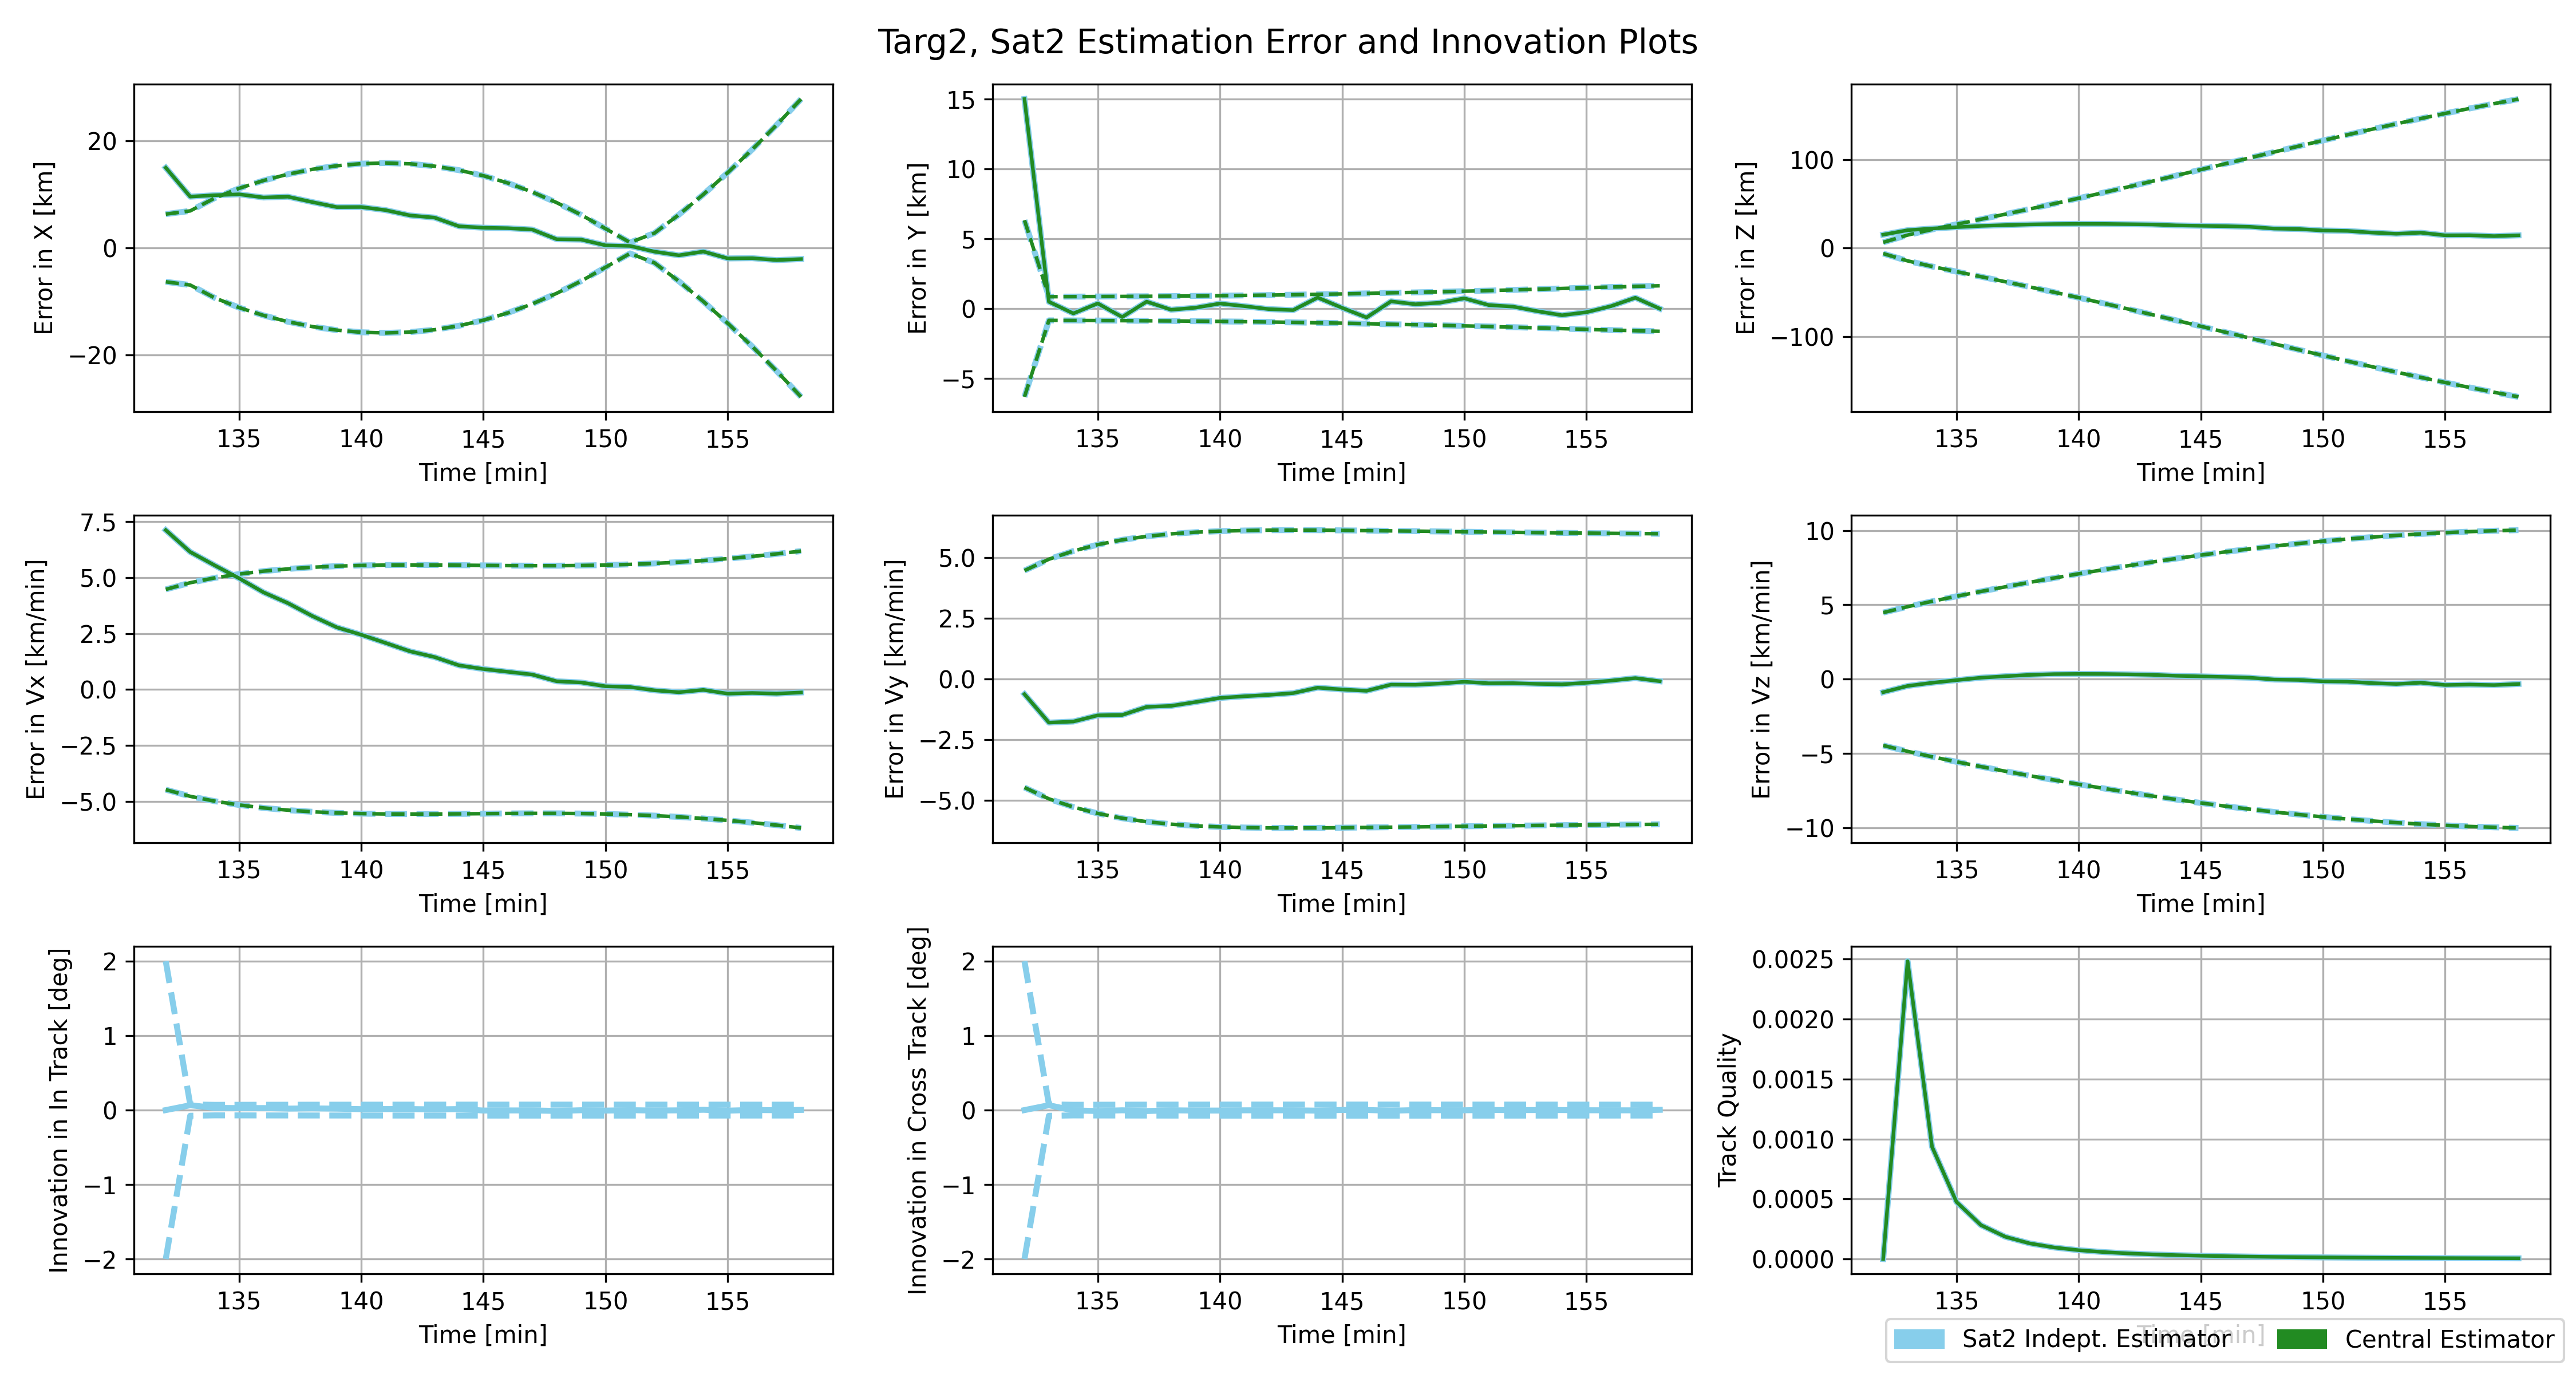 Targ2, Sat2 Estimation Error and Innovation Plots
Error in X [km]
20
0
−20
135 140 145 150 155
Time [min]
Error in Y [km]
15
10
5
0
−5
135 140 145 150 155
Time [min]
Error in Z [km]
100
0
−100
135 140 145 150 155
Time [min]
Error in Vx [km/min]
7.5
5.0
2.5
0.0
−2.5
−5.0
135 140 145 150 155
Time [min]
Error in Vy [km/min]
5.0
2.5
0.0
−2.5
−5.0
135 140 145 150 155
Time [min]
Error in Vz [km/min]
10
5
0
−5
−10
135 140 145 150 155
Time [min]
Innovation in In Track [deg]
2
1
0
−1
−2
135 140 145 150 155
Time [min]
Innovation in Cross Track [deg]
2
1
0
−1
−2
135 140 145 150 155
Time [min]
Track Quality
0.0025
0.0020
0.0015
0.0010
0.0005
0.0000
135 140 145 150 155
Time [min]
Sat2 Indept. Estimator Central Estimator